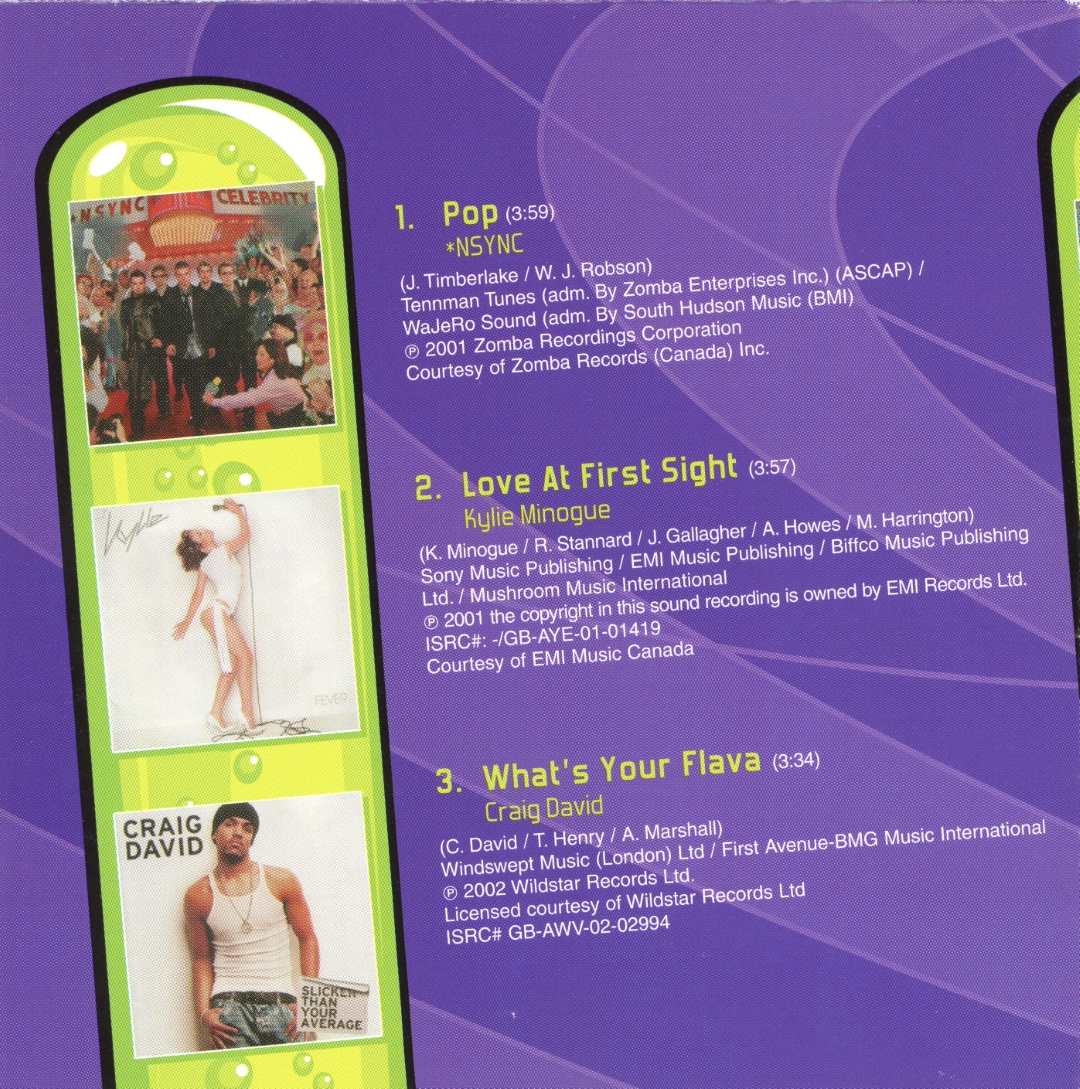 *NSYNC CELEBRITY
1. Pop (3:59)
*NSYNC
(J. Timberlake / W. J. Robson)
Tennman Tunes (adm. By Zomba Enterprises Inc.) (ASCAP) /
WaJeRo Sound (adm. By South Hudson Music (BMI)
℗ 2001 Zomba Recordings Corporation
Courtesy of Zomba Records (Canada) Inc.
Kylie
FEVER
2. Love At First Sight (3:57)
Kylie Minogue
(K. Minogue / R. Stannard / J. Gallagher / A. Howes / M. Harrington)
Sony Music Publishing / EMI Music Publishing / Biffco Music Publishing
Ltd. / Mushroom Music International
℗ 2001 the copyright in this sound recording is owned by EMI Records Ltd.
ISRC#: -/GB-AYE-01-01419
Courtesy of EMI Music Canada
CRAIG
DAVID
SLICKER
THAN
YOUR
AVERAGE
3. What's Your Flava (3:34)
Craig David
(C. David / T. Henry / A. Marshall)
Windswept Music (London) Ltd / First Avenue-BMG Music International
℗ 2002 Wildstar Records Ltd.
Licensed courtesy of Wildstar Records Ltd
ISRC# GB-AWV-02-02994